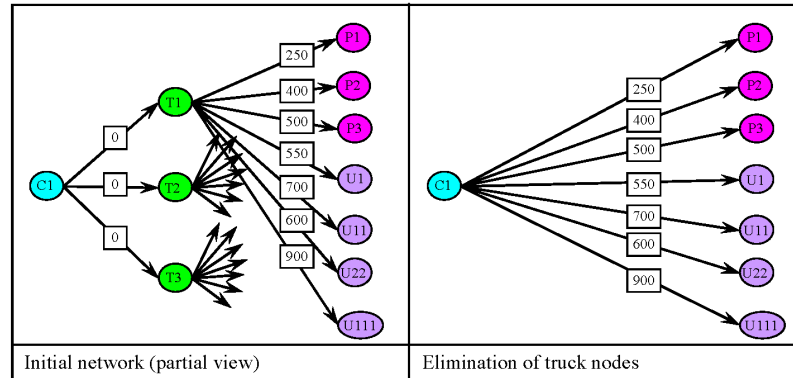 P1
250
P2
400
T1
500
P3
0
550
U1
C1
0
T2
700
U11
600
0
900
U22
T3
U111
Initial network (partial view)
P1
250
P2
400
500
P3
C1
550
U1
700
U11
600
U22
900
U111
Elimination of truck nodes